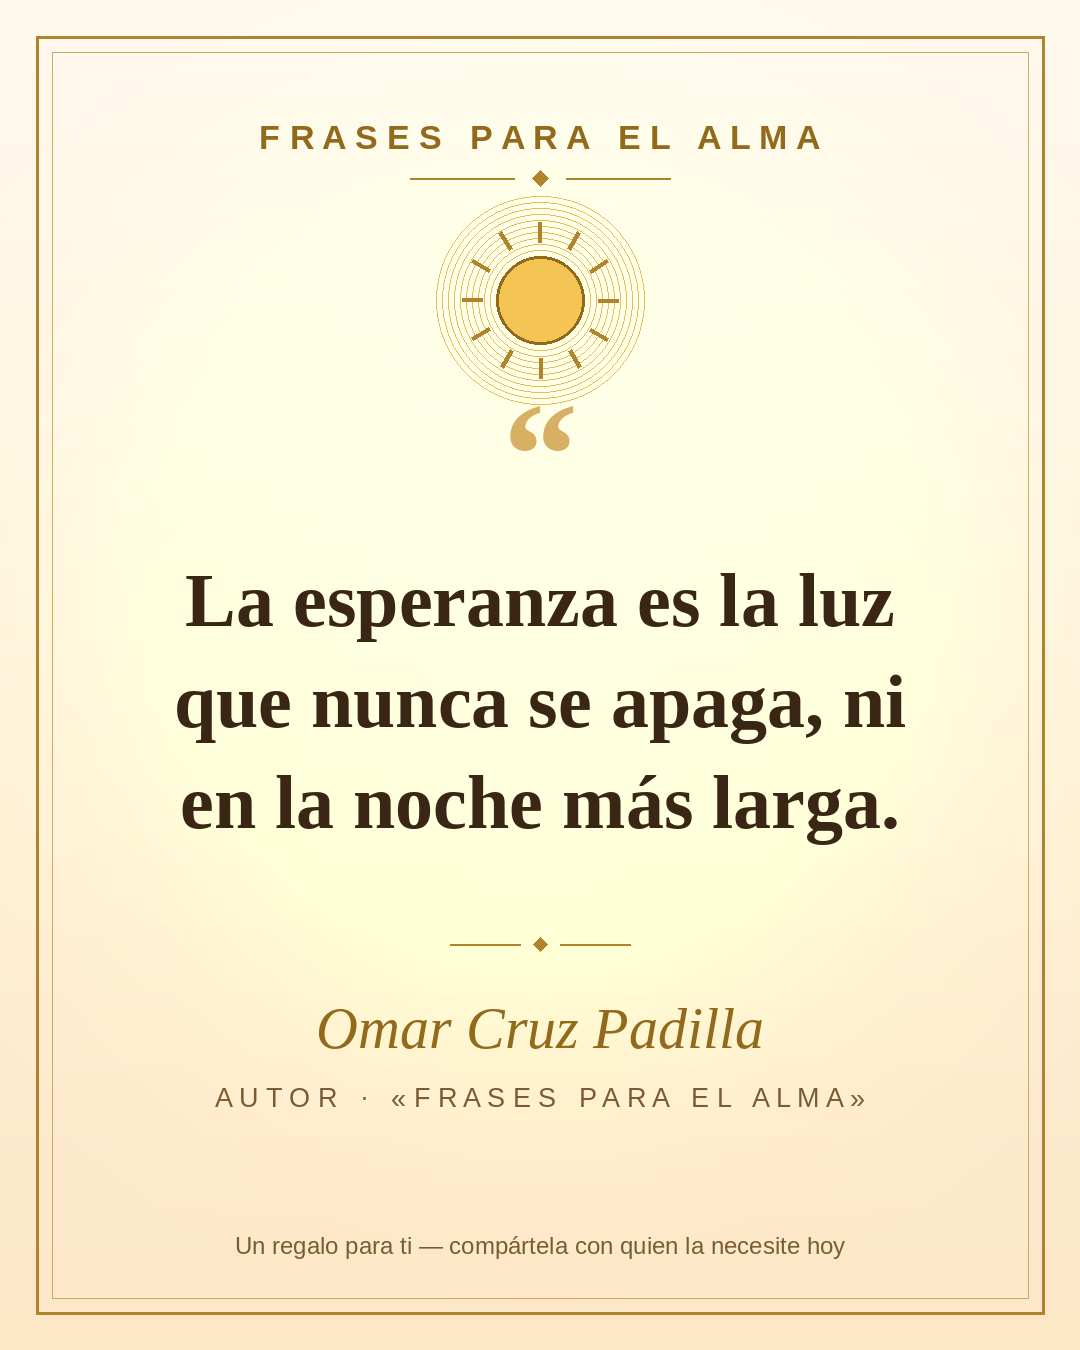 FRASES PARA EL ALMA
“
La esperanza es la luz
que nunca se apaga, ni
en la noche más larga.
Omar Cruz Padilla
AUTOR · «FRASES PARA EL ALMA»
Un regalo para ti — compártela con quien la necesite hoy